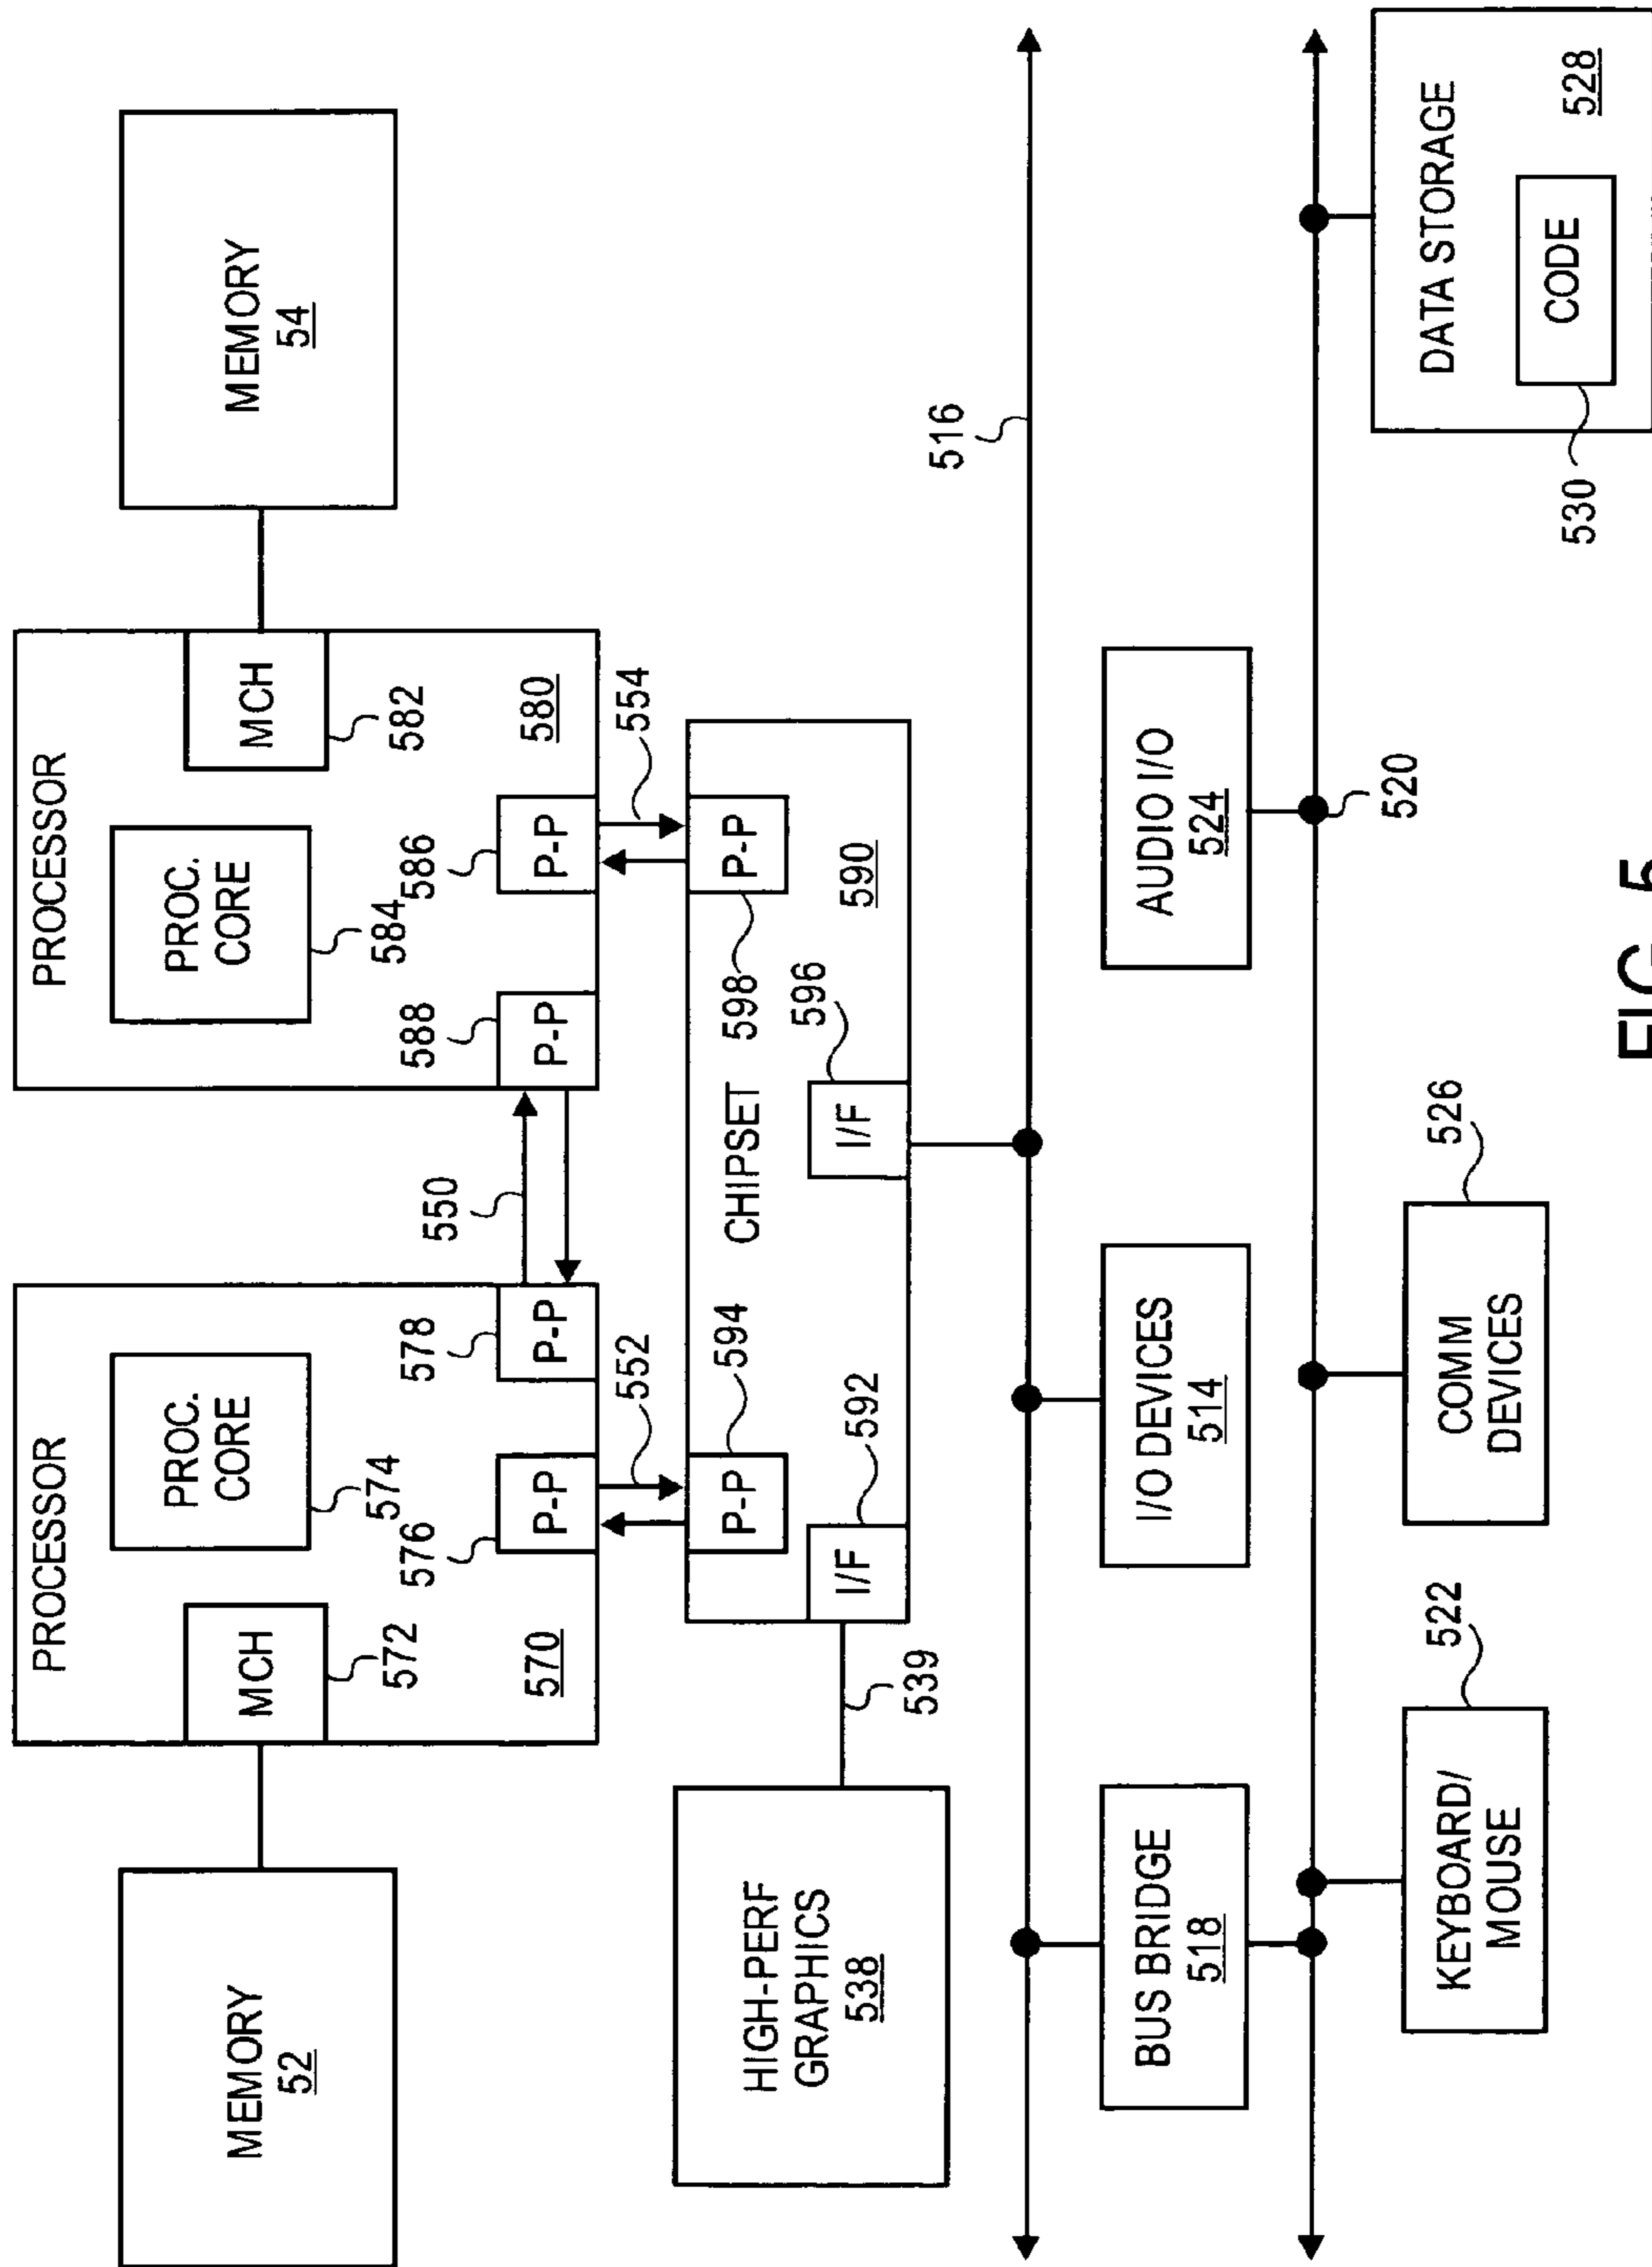 PROCESSOR
PROCESSOR
MEMORY
52
MCH
572
PROC.
CORE
574
576
P-P
578
P-P
570
550
588
P-P
PROC.
CORE
584
586
P-P
MCH
582
580
MEMORY
54
552
554
HIGH-PERF
GRAPHICS
538
539
I/F
592
P-P
594
CHIPSET
I/F
596
P-P
598
590
516
BUS BRIDGE
518
I/O DEVICES
514
AUDIO I/O
524
520
KEYBOARD/
MOUSE
522
COMM
DEVICES
526
DATA STORAGE
528
CODE
530
FIG. 5